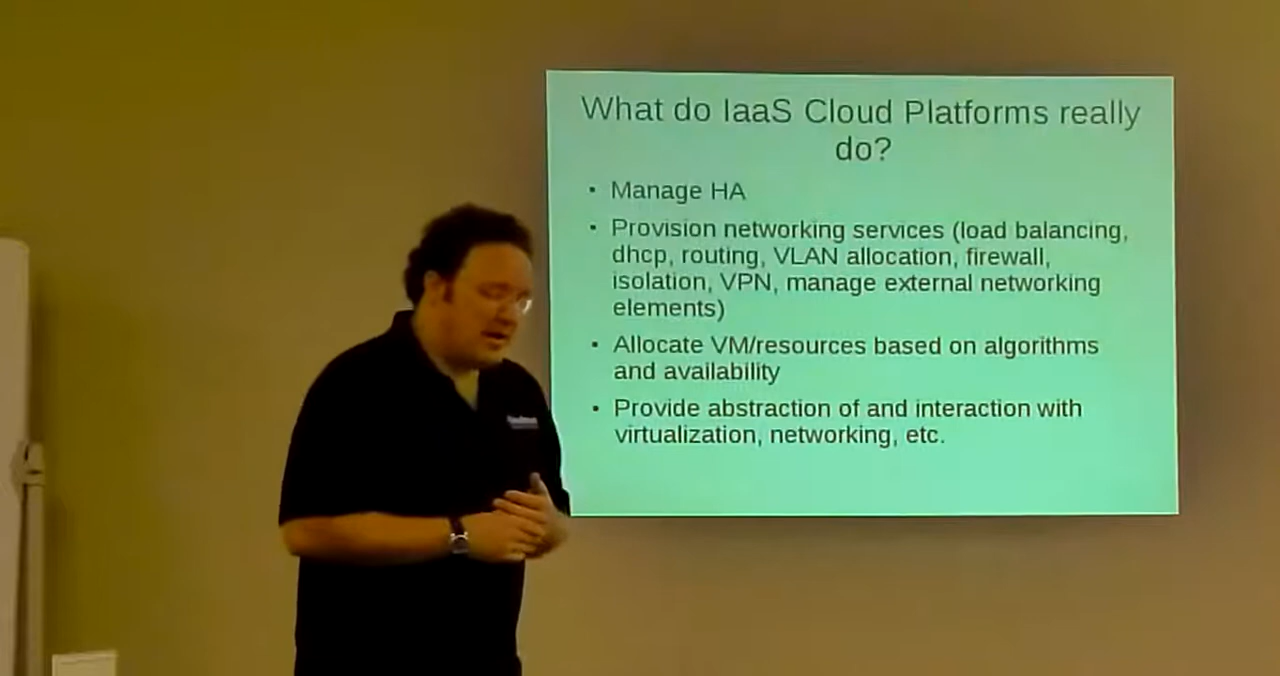 What do IaaS Cloud Platforms really
do?
• Manage HA
• Provision networking services (load balancing,
dhcp, routing, VLAN allocation, firewall,
isolation, VPN, manage external networking
elements)
• Allocate VM/resources based on algorithms
and availability
• Provide abstraction of and interaction with
virtualization, networking, etc.